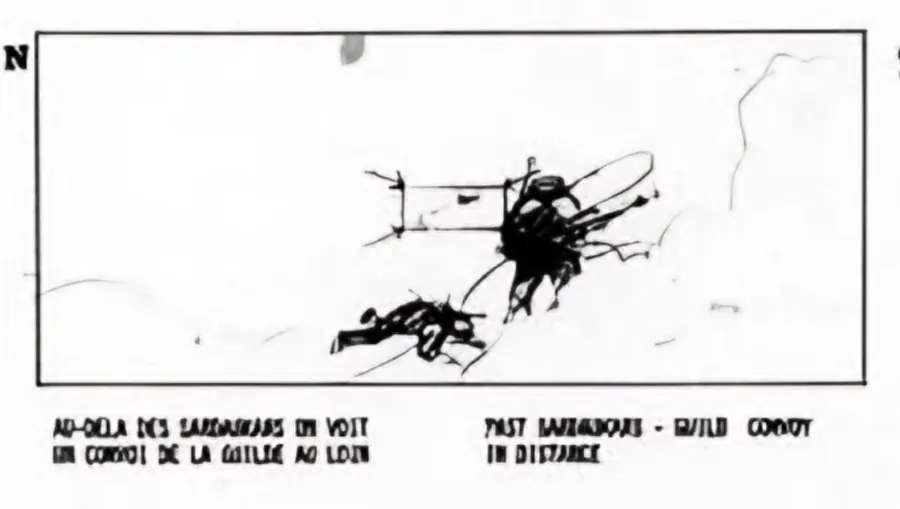 N
AU-DELA DES SARDAUKARS ON VOIT
UN CONVOI DE LA GUILDE AU LOIN
PAST SARDAUKARS - GUILD CONVOY
IN DISTANCE